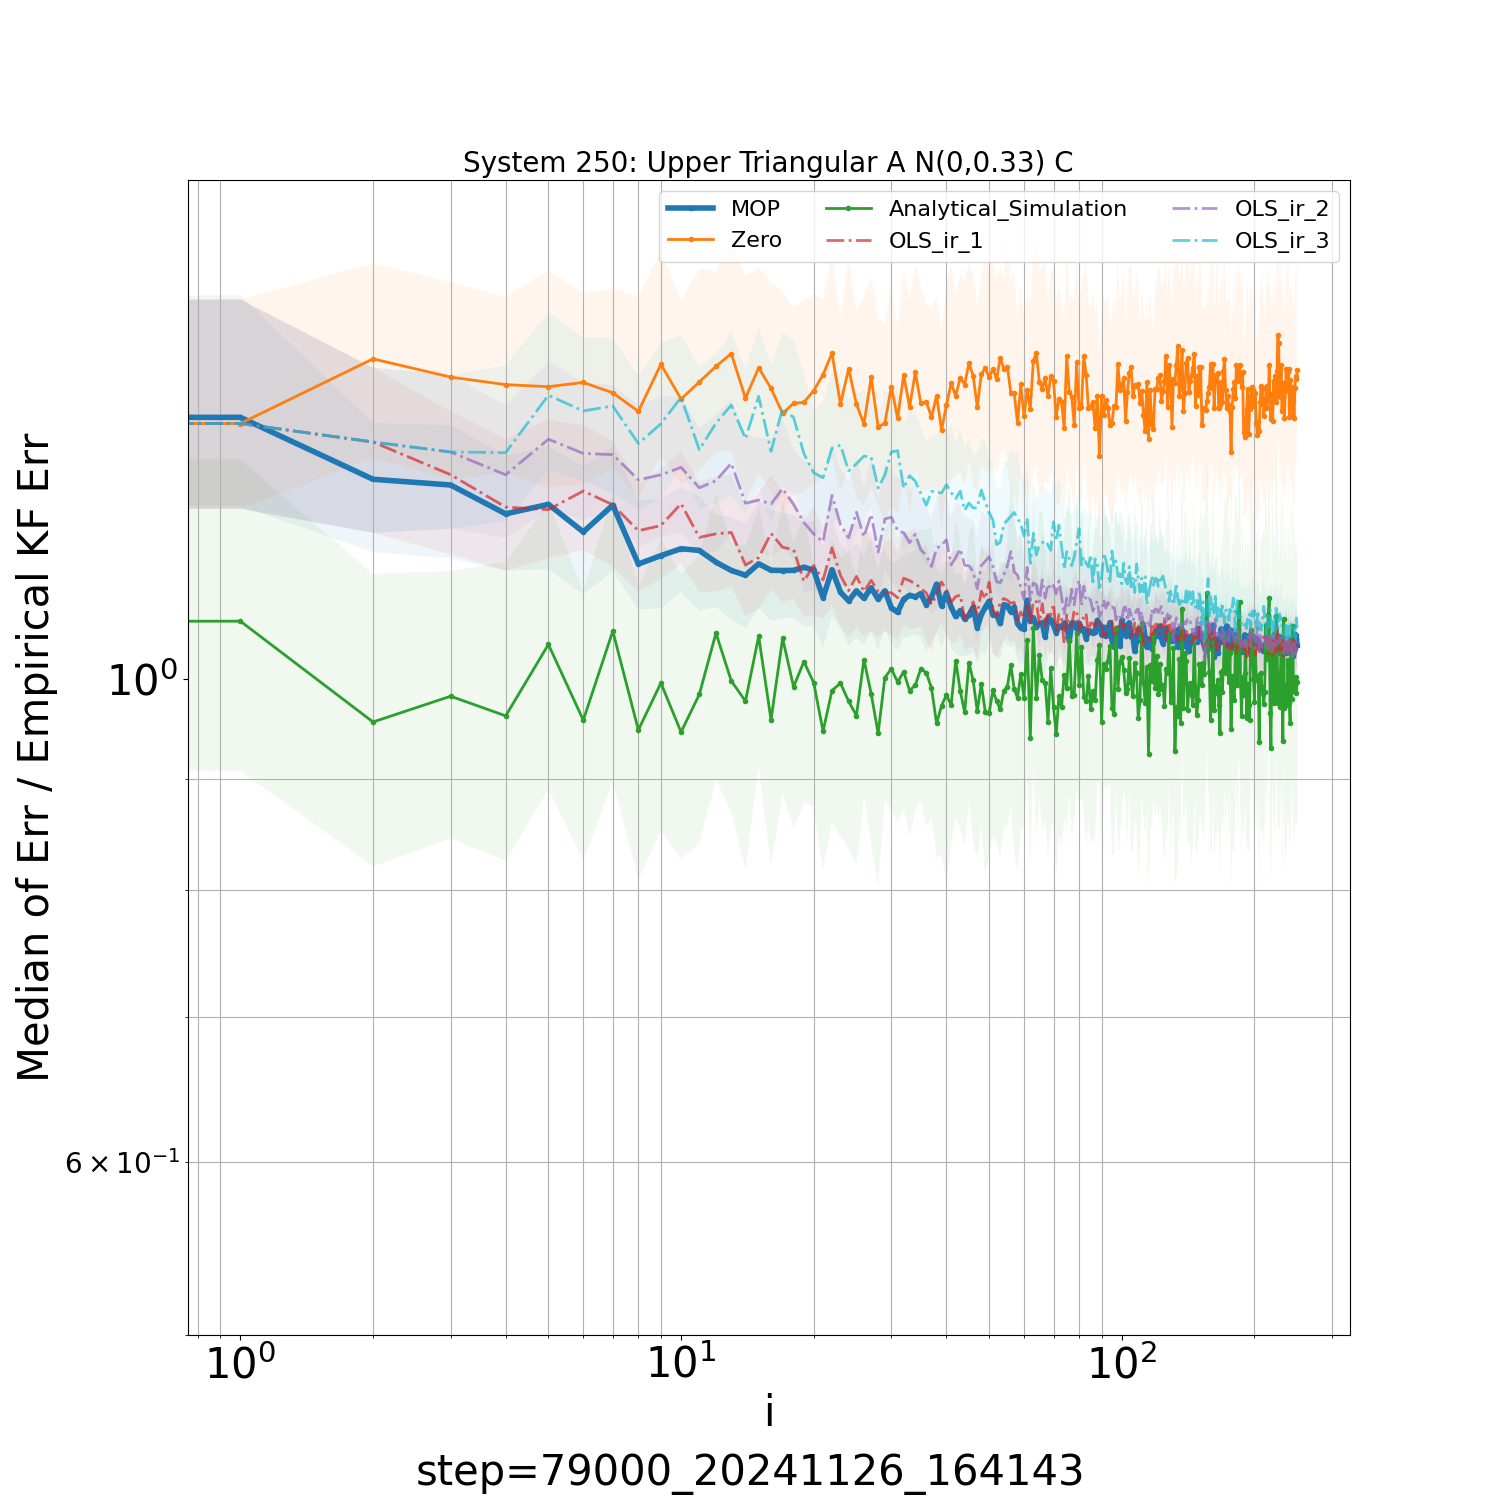 System 250: Upper Triangular A N(0,0.33) C
MOP
Zero
Analytical_Simulation
OLS_ir_1
OLS_ir_2
OLS_ir_3
Median of Err / Empirical KF Err
10⁰
6 × 10⁻¹
10⁰ 10¹ 10²
i
step=79000_20241126_164143